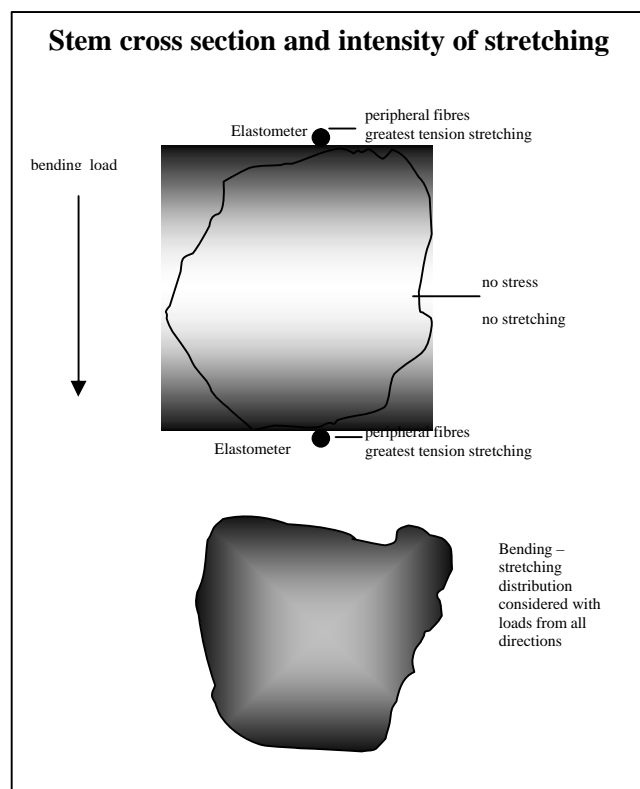 Stem cross section and intensity of stretching
peripheral fibres
Elastometer
greatest tension stretching
bending load
no stress
no stretching
peripheral fibres
Elastometer
greatest tension stretching
Bending –
stretching
distribution
considered with
loads from all
directions